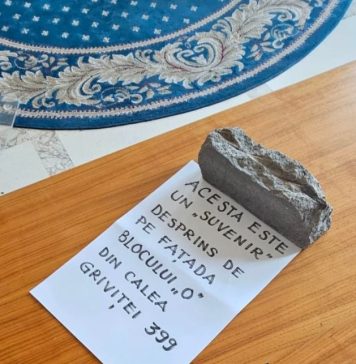 ACESTA ESTE
UN „SUVENIR"
DESPRINS DE
PE FAȚADA
BLOCULUI „O"
DIN CALEA
GRIVIȚEI 399